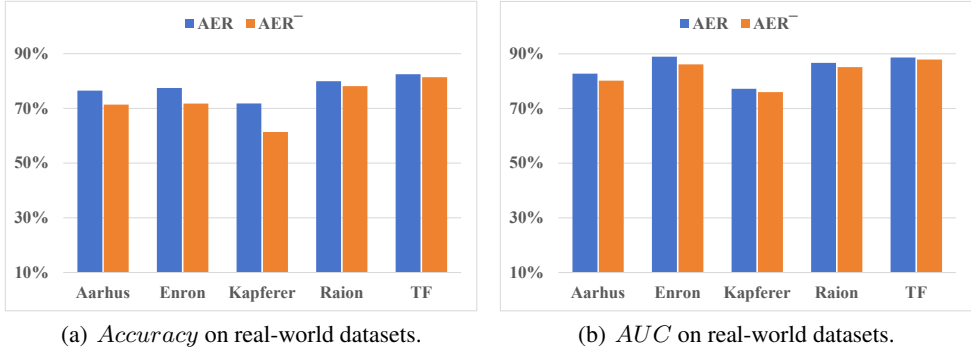 AER AER¯
90%
70%
50%
30%
10%
Aarhus Enron Kapferer Raion TF
(a) Accuracy on real-world datasets.
AER AER¯
90%
70%
50%
30%
10%
Aarhus Enron Kapferer Raion TF
(b) AUC on real-world datasets.